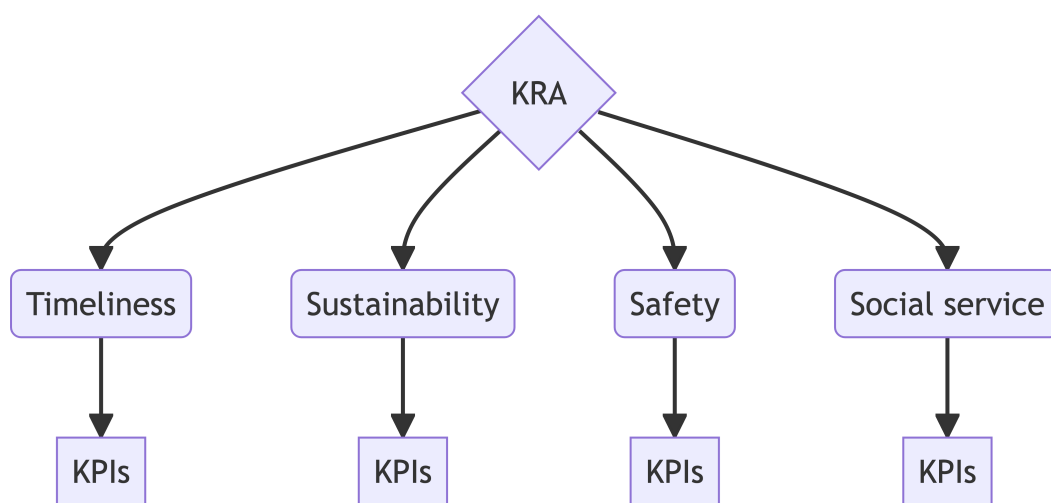 KRA
Timeliness
Sustainability
Safety
Social service
KPIs
KPIs
KPIs
KPIs